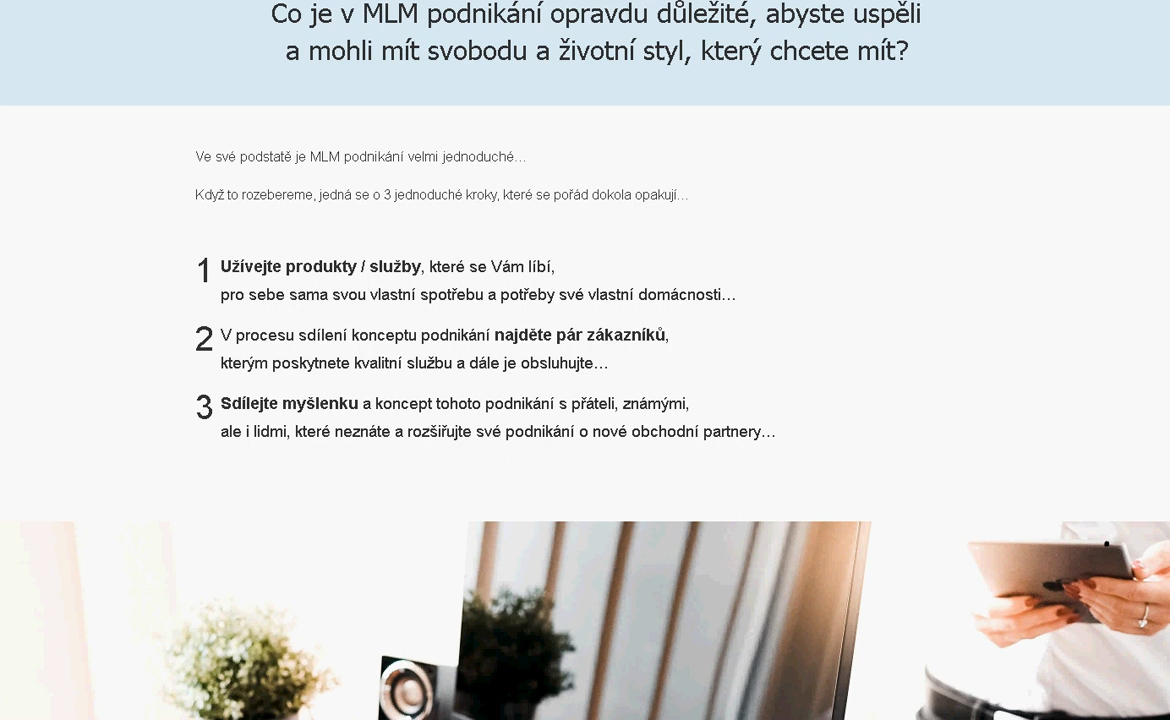 Co je v MLM podnikání opravdu důležité, abyste uspěli
a mohli mít svobodu a životní styl, který chcete mít?
Ve své podstatě je MLM podnikání velmi jednoduché…
Když to rozebereme, jedná se o 3 jednoduché kroky, které se pořád dokola opakují…
1 Užívejte produkty / služby, které se Vám líbí,
pro sebe sama svou vlastní spotřebu a potřeby své vlastní domácnosti…
2 V procesu sdílení konceptu podnikání najděte pár zákazníků,
kterým poskytnete kvalitní službu a dále je obsluhujte…
3 Sdílejte myšlenku a koncept tohoto podnikání s přáteli, známými,
ale i lidmi, které neznáte a rozšiřujte své podnikání o nové obchodní partnery…